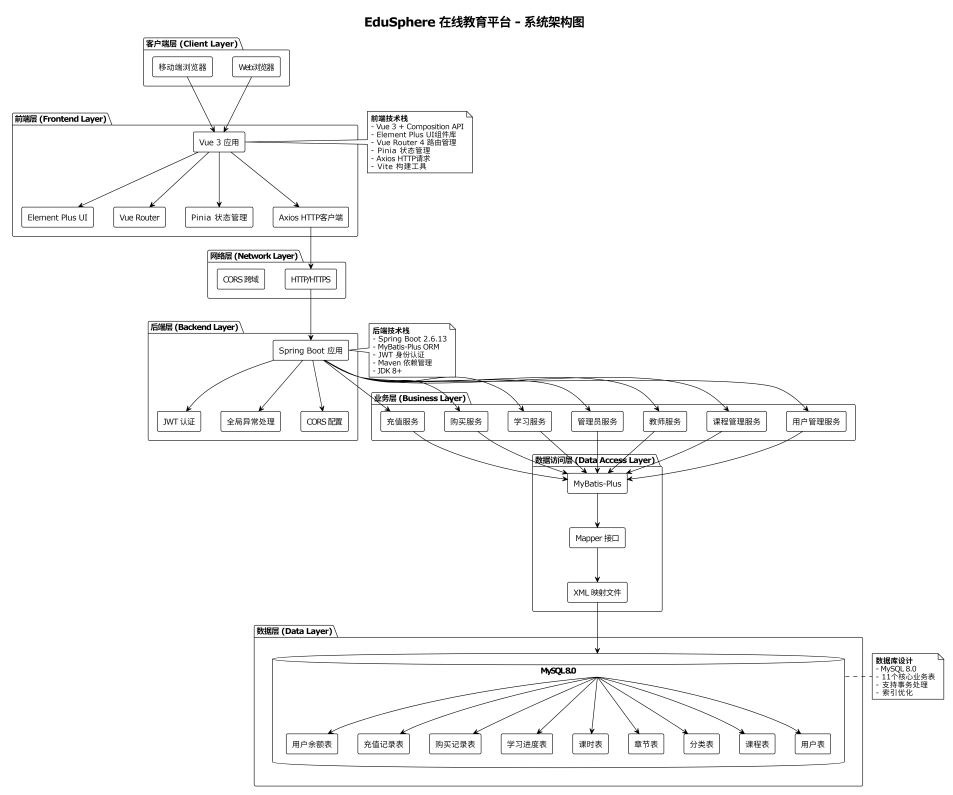 EduSphere 在线教育平台 - 系统架构图
客户端层 (Client Layer)
移动端浏览器
Web浏览器
前端层 (Frontend Layer)
Vue 3 应用
前端技术栈
- Vue 3 + Composition API
- Element Plus UI组件库
- Vue Router 4 路由管理
- Pinia 状态管理
- Axios HTTP请求
- Vite 构建工具
Element Plus UI
Vue Router
Pinia 状态管理
Axios HTTP客户端
网络层 (Network Layer)
CORS 跨域
HTTP/HTTPS
后端层 (Backend Layer)
Spring Boot 应用
后端技术栈
- Spring Boot 2.6.13
- MyBatis-Plus ORM
- JWT 身份认证
- Maven 依赖管理
- JDK 8+
JWT 认证
全局异常处理
CORS 配置
业务层 (Business Layer)
充值服务
购买服务
学习服务
管理员服务
教师服务
课程管理服务
用户管理服务
数据访问层 (Data Access Layer)
MyBatis-Plus
Mapper 接口
XML 映射文件
数据层 (Data Layer)
MySQL 8.0
数据库设计
- MySQL 8.0
- 11个核心业务表
- 支持事务处理
- 索引优化
用户余额表
充值记录表
购买记录表
学习进度表
课时表
章节表
分类表
课程表
用户表